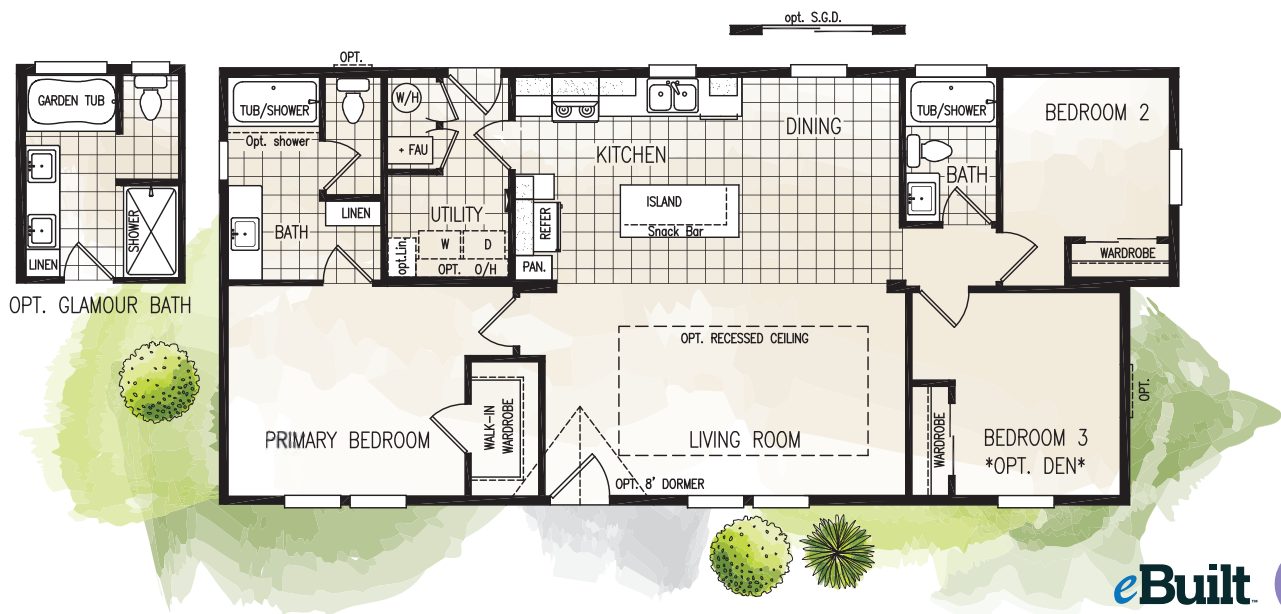 opt. S.G.D.
OPT.
GARDEN TUB
LINEN
SHOWER
OPT. GLAMOUR BATH
TUB/SHOWER
Opt. shower
BATH
LINEN
W/H
+ FAU
UTILITY
opt.Lin.
W
D
OPT. O/H
REFER
PAN.
KITCHEN
ISLAND
Snack Bar
DINING
TUB/SHOWER
BATH
BEDROOM 2
WARDROBE
PRIMARY BEDROOM
WALK-IN
WARDROBE
OPT. RECESSED CEILING
LIVING ROOM
OPT. 8' DORMER
WARDROBE
BEDROOM 3
*OPT. DEN*
OPT.
eBuilt™